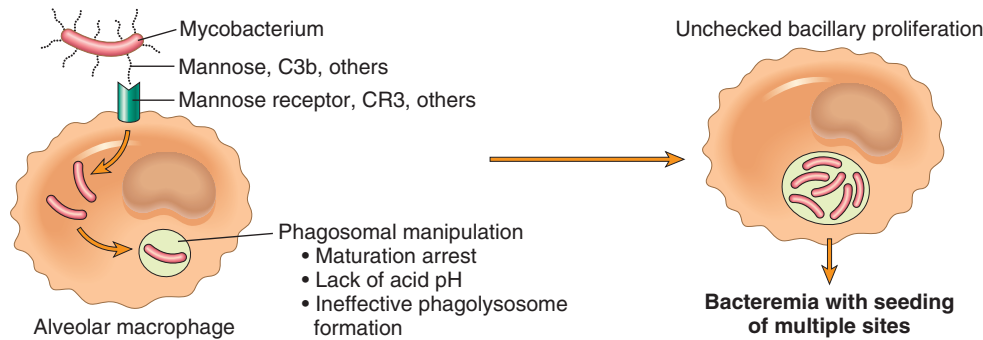 Mycobacterium
Mannose, C3b, others
Mannose receptor, CR3, others
Phagosomal manipulation
• Maturation arrest
• Lack of acid pH
• Ineffective phagolysosome
formation
Alveolar macrophage
Unchecked bacillary proliferation
Bacteremia with seeding
of multiple sites